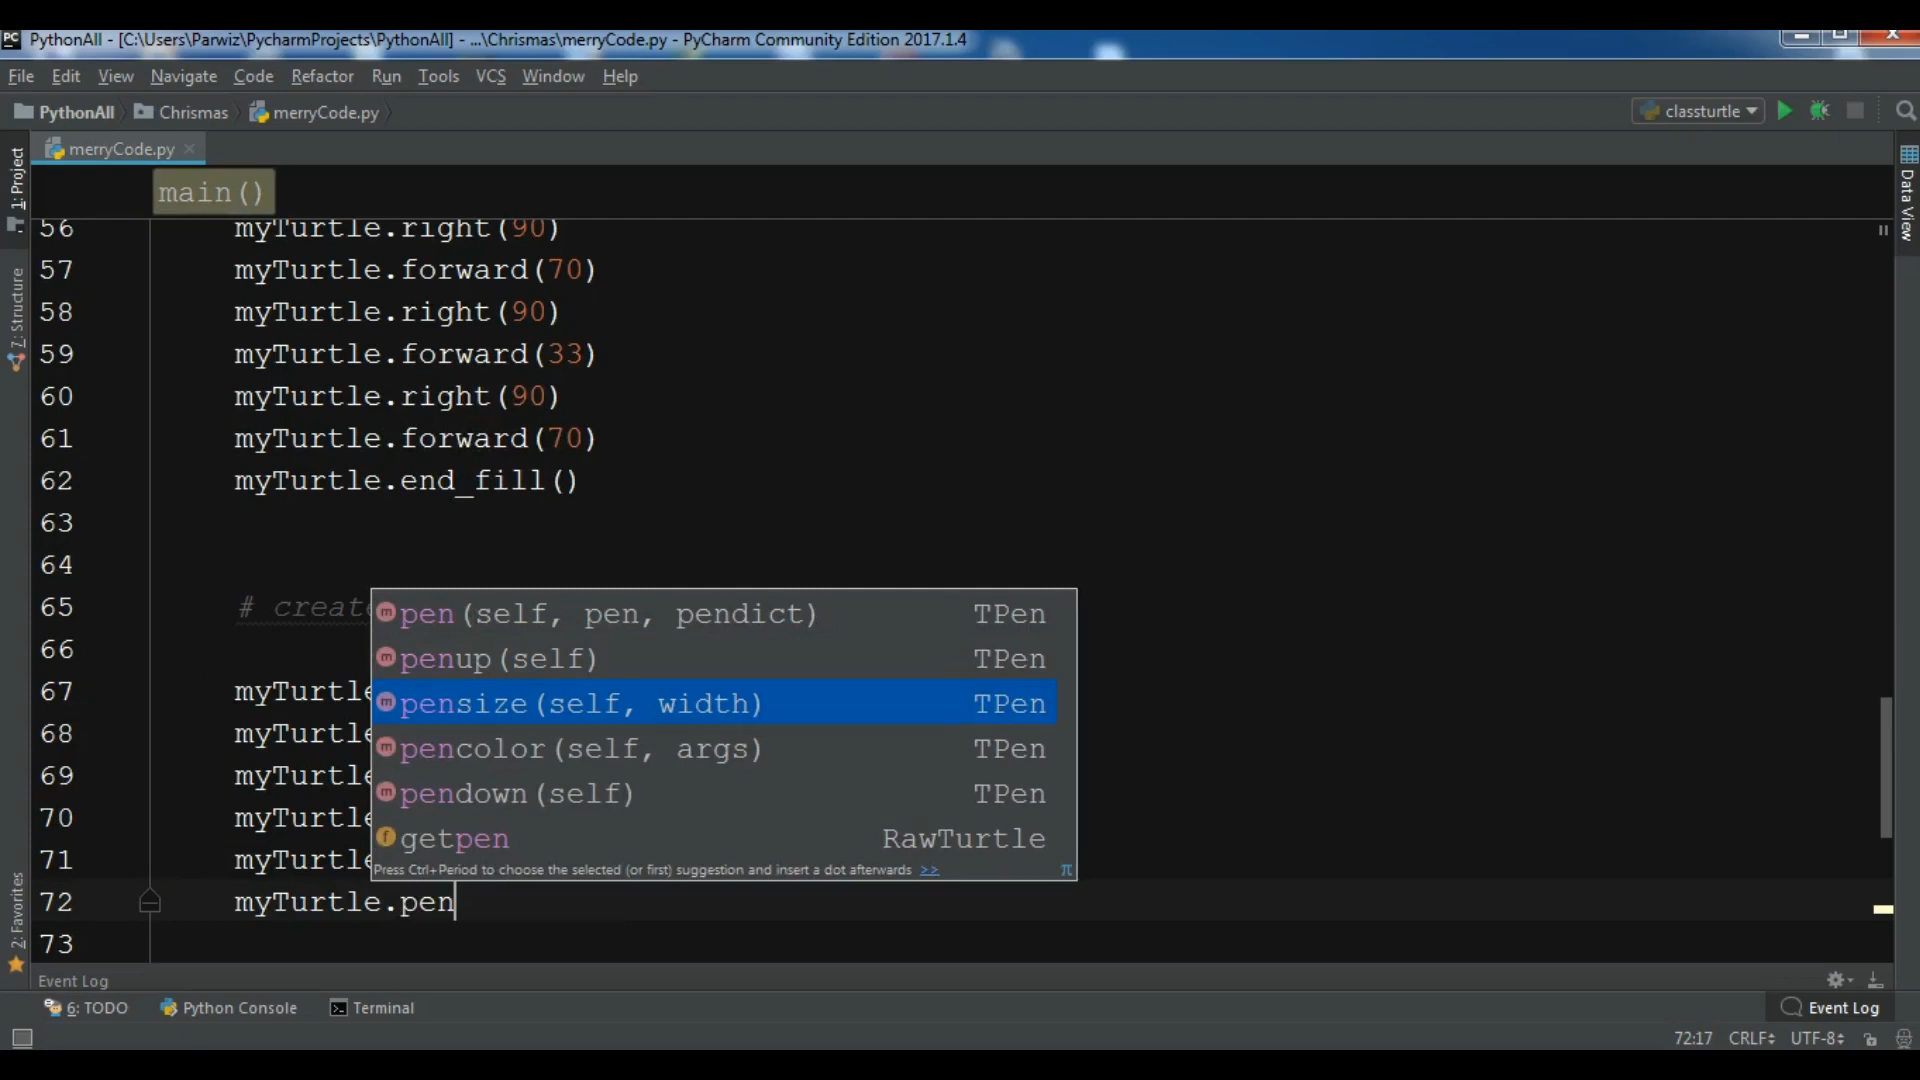 PC PythonAll - [C:\Users\Parwiz\PycharmProjects\PythonAll] - ...\Chrismas\merryCode.py - PyCharm Community Edition 2017.1.4
File Edit View Navigate Code Refactor Run Tools VCS Window Help
PythonAll Chrismas merryCode.py classturtle
merryCode.py
1: Project
7: Structure
2: Favorites
Data View
main()
56 myTurtle.right(90)
57 myTurtle.forward(70)
58 myTurtle.right(90)
59 myTurtle.forward(33)
60 myTurtle.right(90)
61 myTurtle.forward(70)
62 myTurtle.end_fill()
63
64
65 # create
66
67 myTurtle
68 myTurtle
69 myTurtle
70 myTurtle
71 myTurtle
72 myTurtle.pen
73
m pen(self, pen, pendict) TPen
m penup(self) TPen
m pensize(self, width) TPen
m pencolor(self, args) TPen
m pendown(self) TPen
f getpen RawTurtle
Press Ctrl+Period to choose the selected (or first) suggestion and insert a dot afterwards >> π
Event Log
6: TODO Python Console Terminal Event Log
72:17 CRLF UTF-8